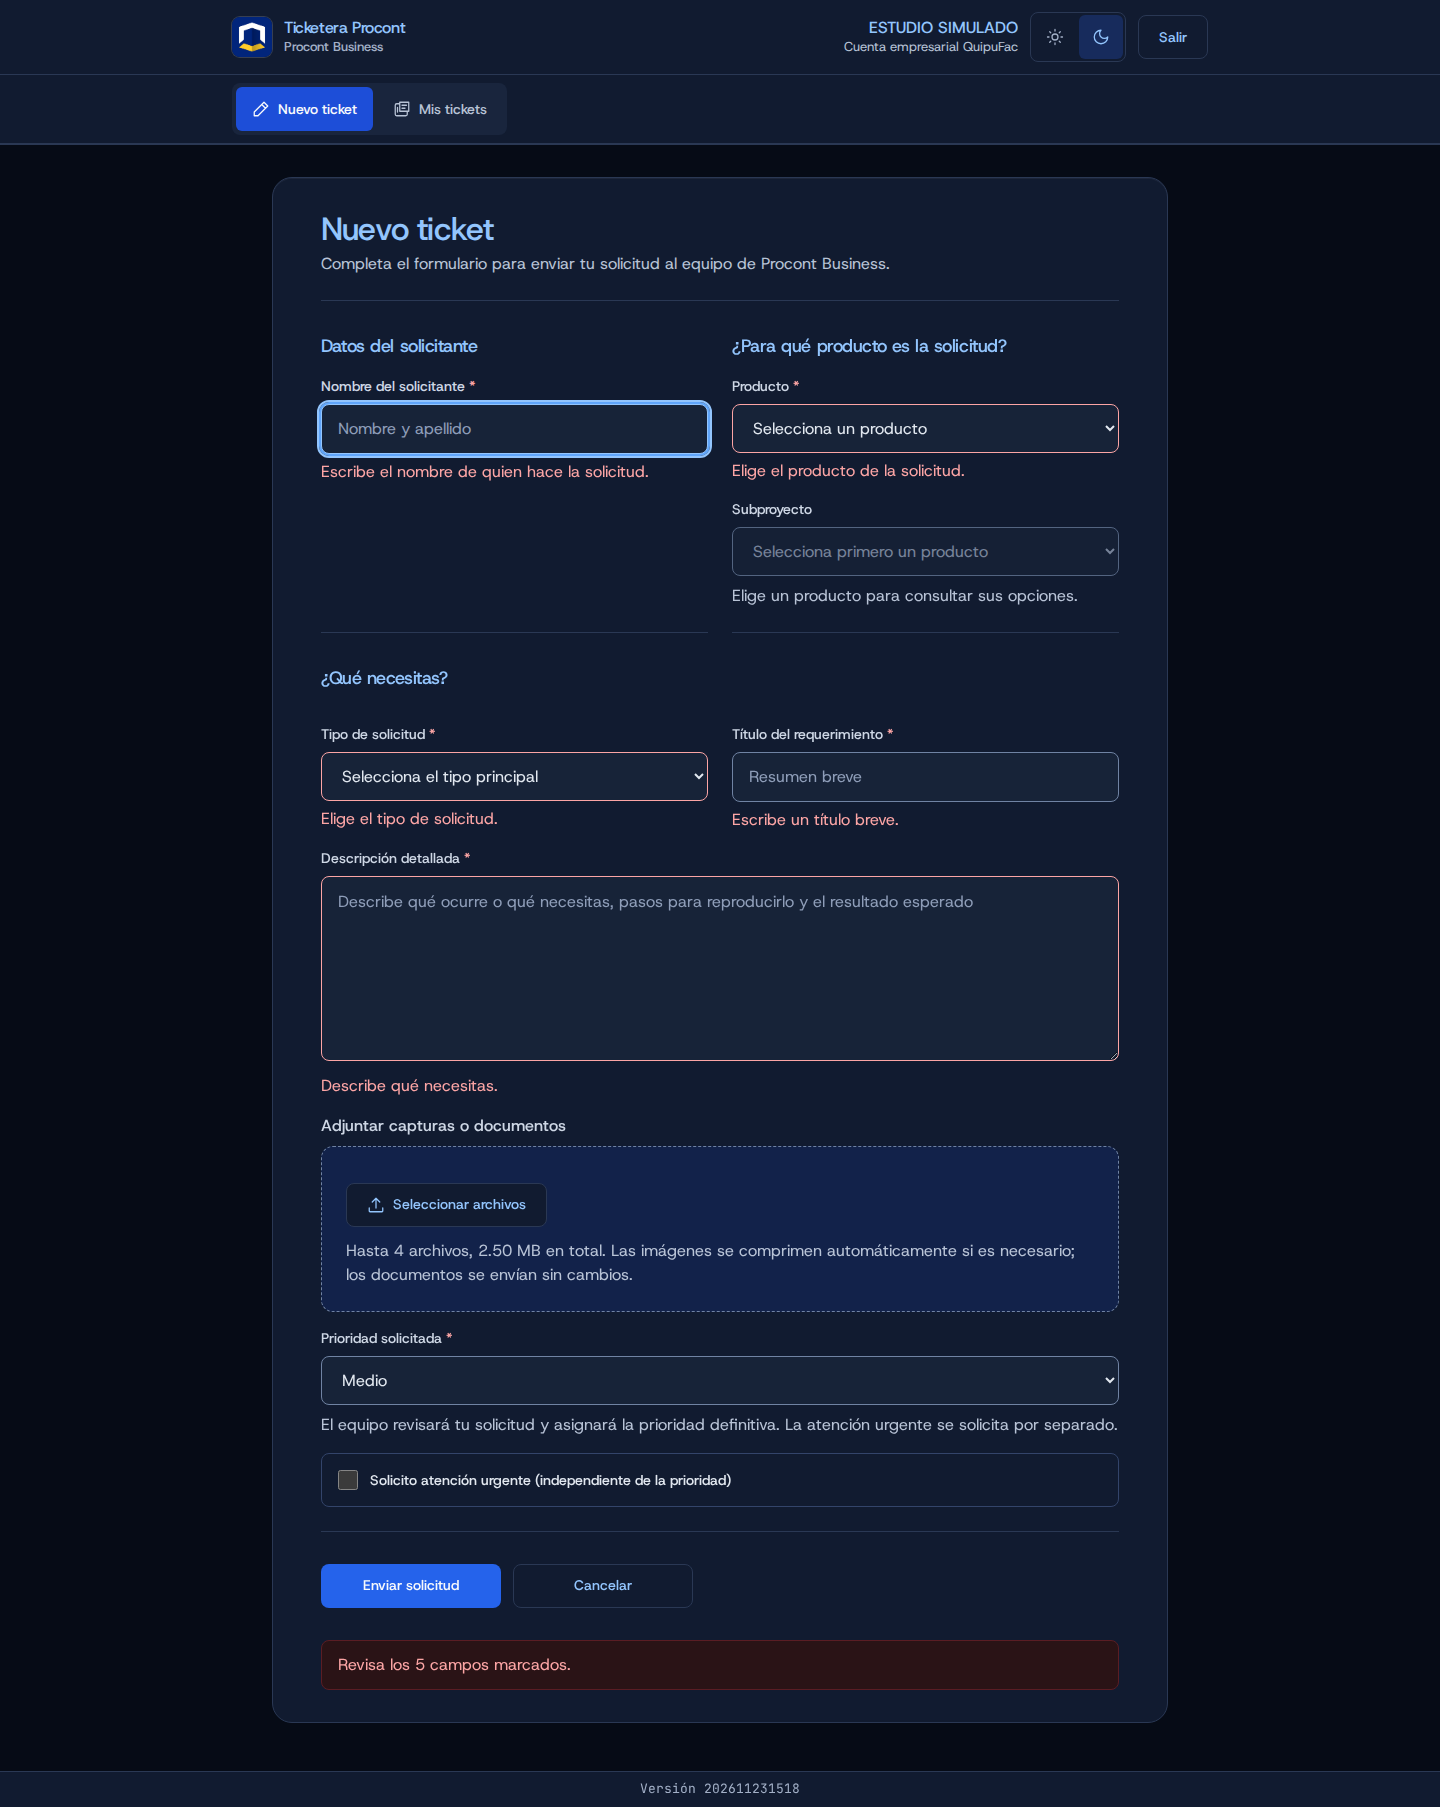 Ticketera Procont
Procont Business
ESTUDIO SIMULADO
Cuenta empresarial QuipuFac
Salir
Nuevo ticket
Mis tickets
Nuevo ticket
Completa el formulario para enviar tu solicitud al equipo de Procont Business.
Datos del solicitante
Nombre del solicitante *
Nombre y apellido
Escribe el nombre de quien hace la solicitud.
¿Para qué producto es la solicitud?
Producto *
Selecciona un producto
Elige el producto de la solicitud.
Subproyecto
Selecciona primero un producto
Elige un producto para consultar sus opciones.
¿Qué necesitas?
Tipo de solicitud *
Selecciona el tipo principal
Elige el tipo de solicitud.
Título del requerimiento *
Resumen breve
Escribe un título breve.
Descripción detallada *
Describe qué ocurre o qué necesitas, pasos para reproducirlo y el resultado esperado
Describe qué necesitas.
Adjuntar capturas o documentos
Seleccionar archivos
Hasta 4 archivos, 2.50 MB en total. Las imágenes se comprimen automáticamente si es necesario;
los documentos se envían sin cambios.
Prioridad solicitada *
Medio
El equipo revisará tu solicitud y asignará la prioridad definitiva. La atención urgente se solicita por separado.
Solicito atención urgente (independiente de la prioridad)
Enviar solicitud
Cancelar
Revisa los 5 campos marcados.
Versión 202611231518